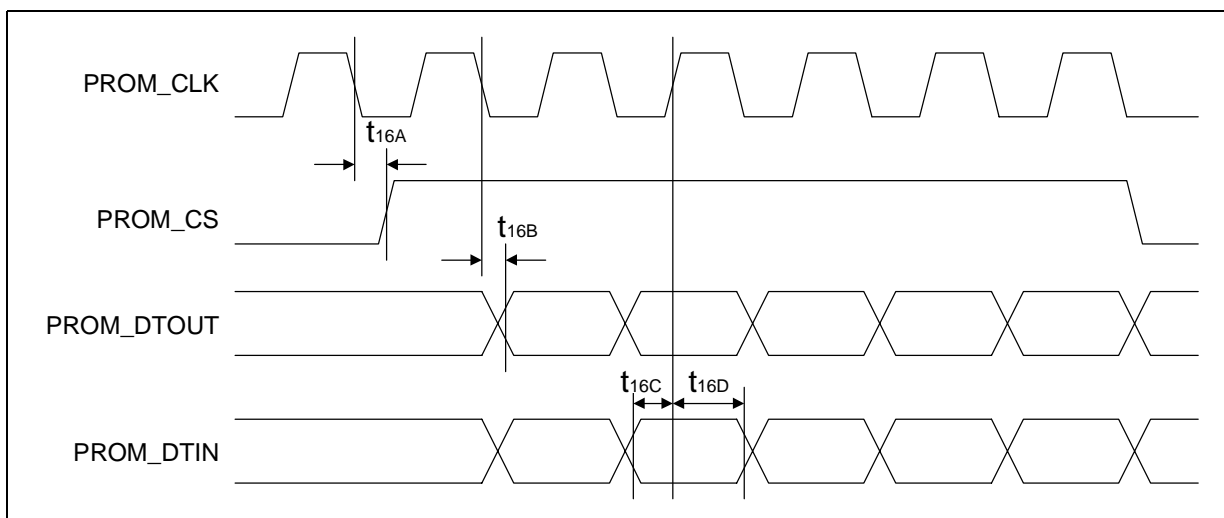 PROM_CLK
t16A
PROM_CS
t16B
PROM_DTOUT
t16C t16D
PROM_DTIN